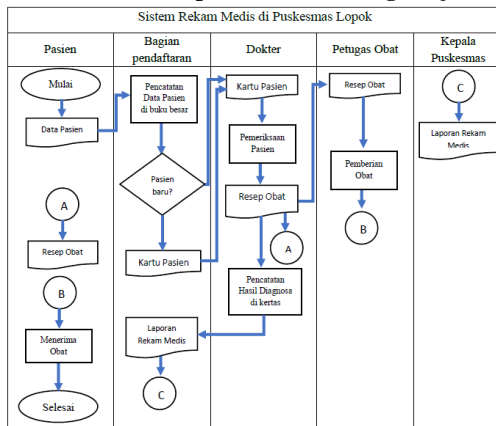 Sistem Rekam Medis di Puskesmas Lopok
Pasien
Bagian
pendaftaran
Dokter
Petugas Obat
Kepala
Puskesmas
Mulai
Data Pasien
A
Resep Obat
B
Menerima
Obat
Selesai
Pencatatan
Data Pasien
di buku besar
Pasien
baru?
Kartu Pasien
Laporan
Rekam Medis
C
Kartu Pasien
Pemeriksaan
Pasien
Resep Obat
A
Pencatatan
Hasil Diagnosa
di kertas
Resep Obat
Pemberian
Obat
B
C
Laporan Rekam
Medis